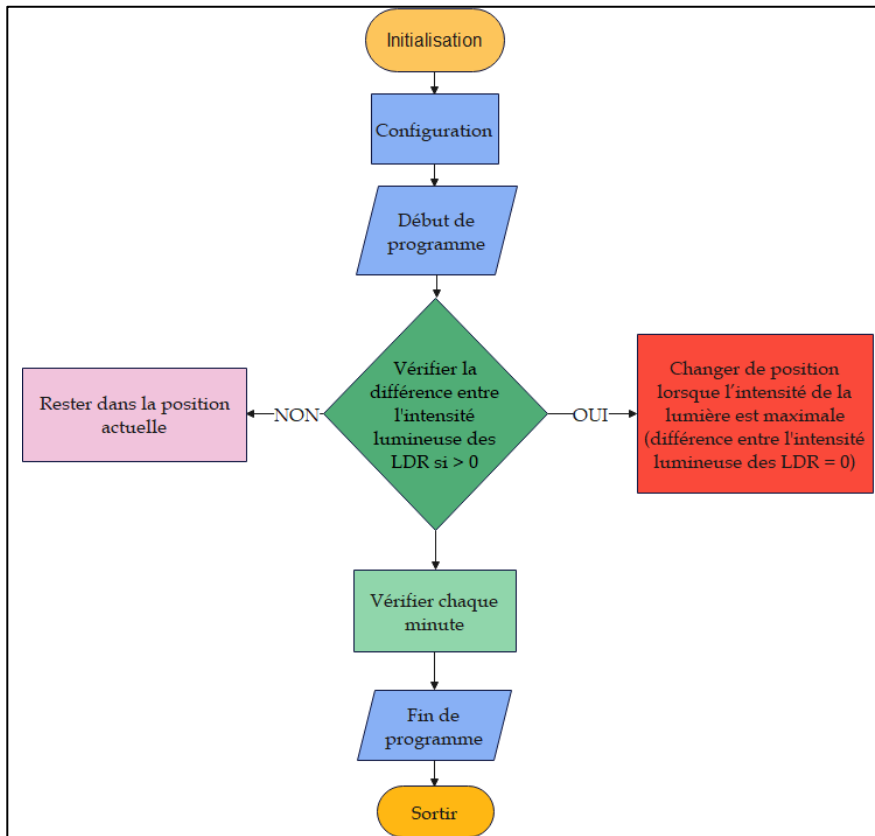 Initialisation
Configuration
Début de
programme
Vérifier la
différence entre
l'intensité
lumineuse des
LDR si > 0
NON
Rester dans la position
actuelle
OUI
Changer de position
lorsque l’intensité de la
lumière est maximale
(différence entre l'intensité
lumineuse des LDR = 0)
Vérifier chaque
minute
Fin de
programme
Sortir